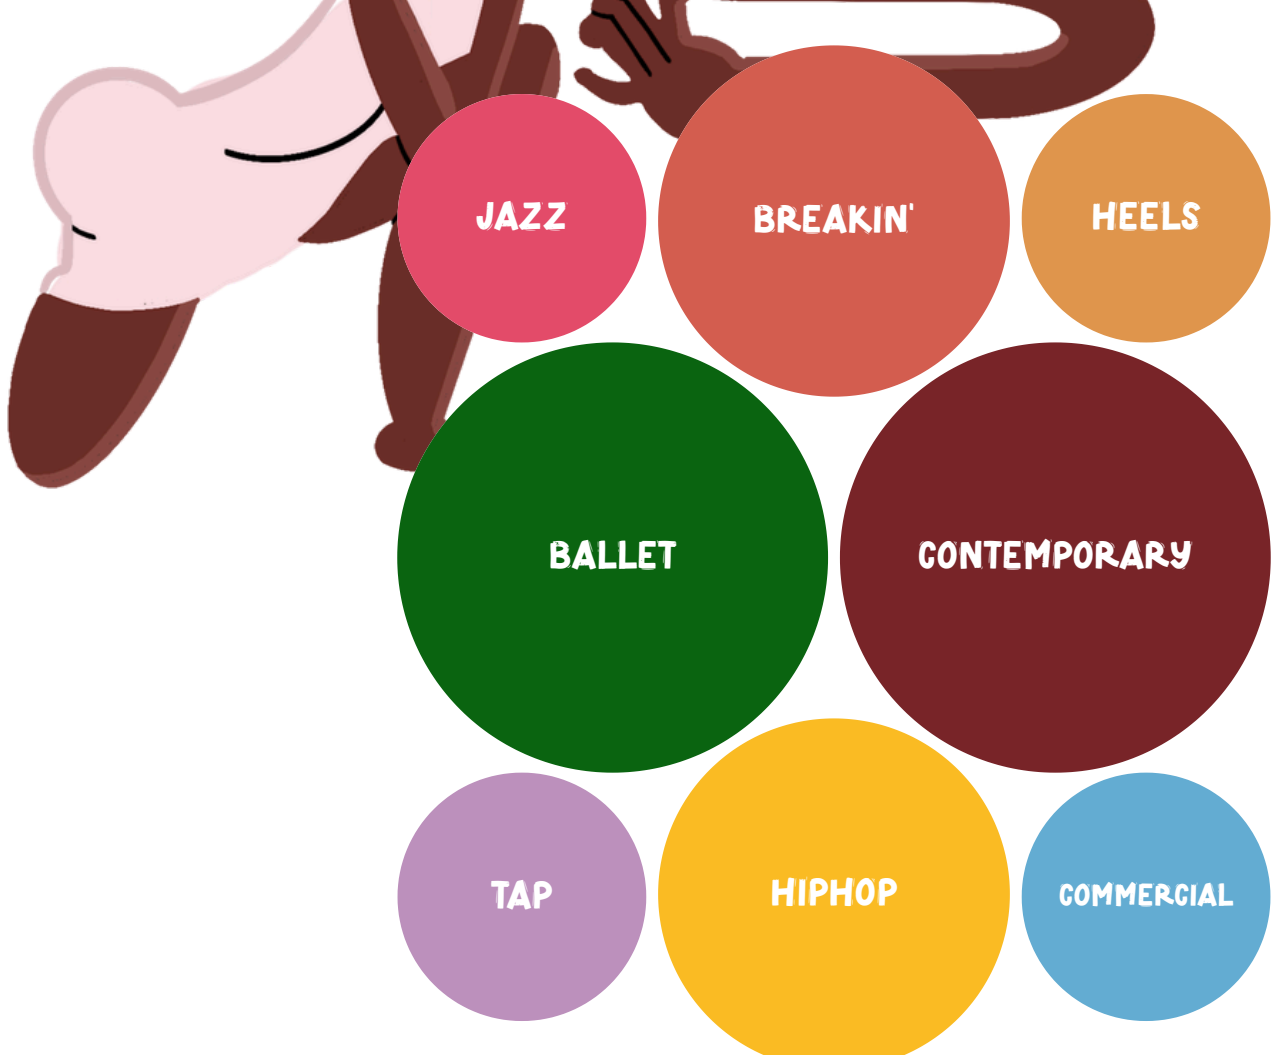 JAZZ
BREAKIN'
HEELS
BALLET
CONTEMPORARY
TAP
HIPHOP
COMMERCIAL